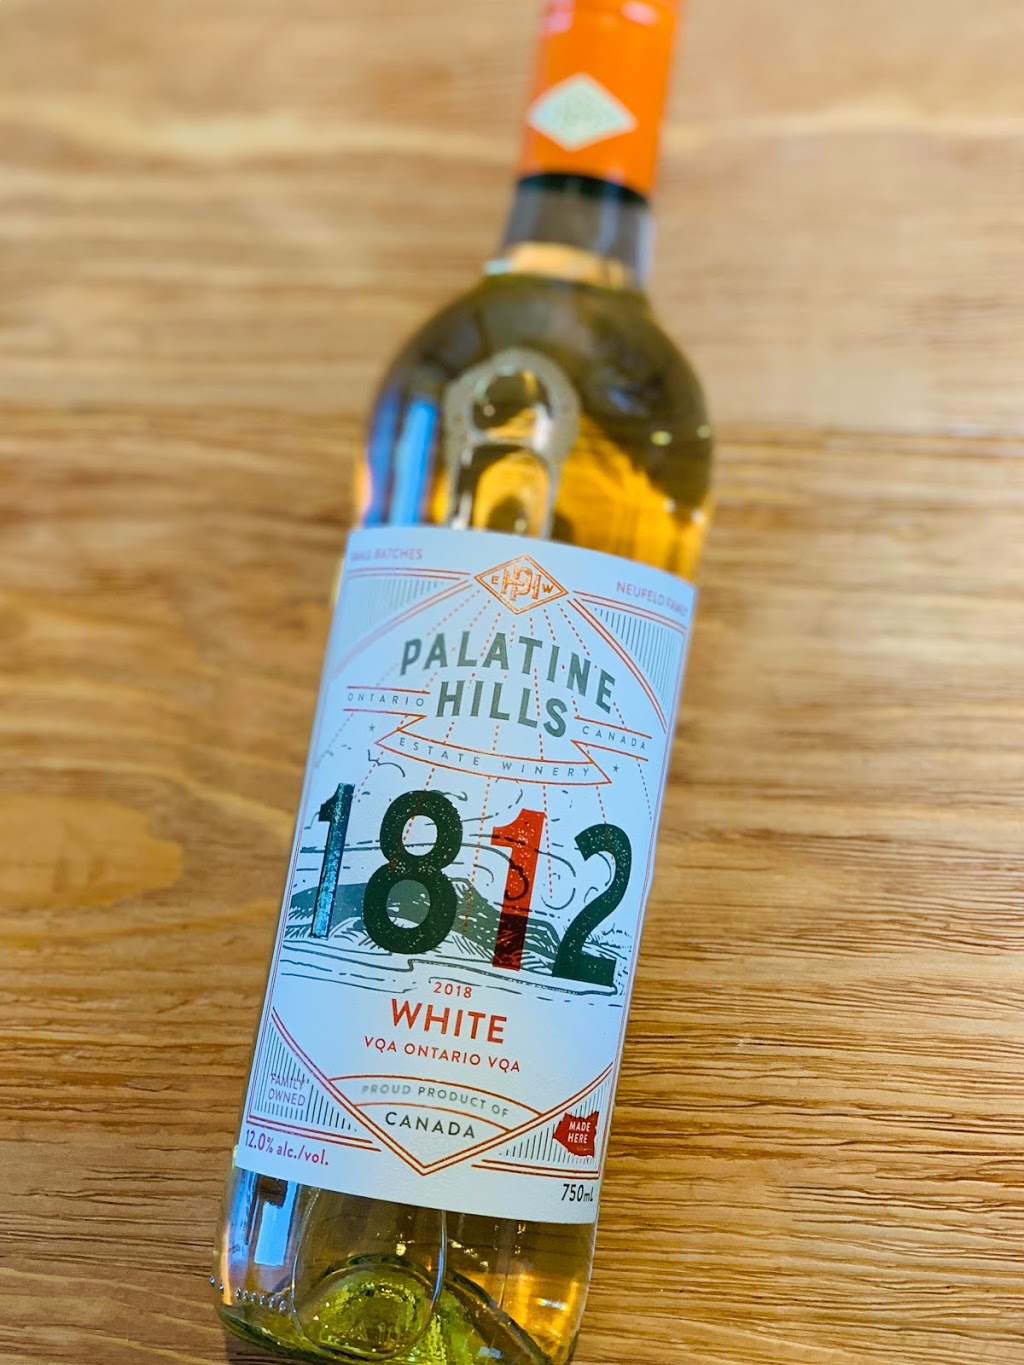 SMALL BATCHES
NEUFELD FAMILY
E PH W
PALATINE
HILLS
ONTARIO
CANADA
ESTATE WINERY
1812
2018
WHITE
VQA ONTARIO VQA
FAMILY
OWNED
PROUD PRODUCT OF
CANADA
MADE
HERE
12.0% alc./vol.
750mL